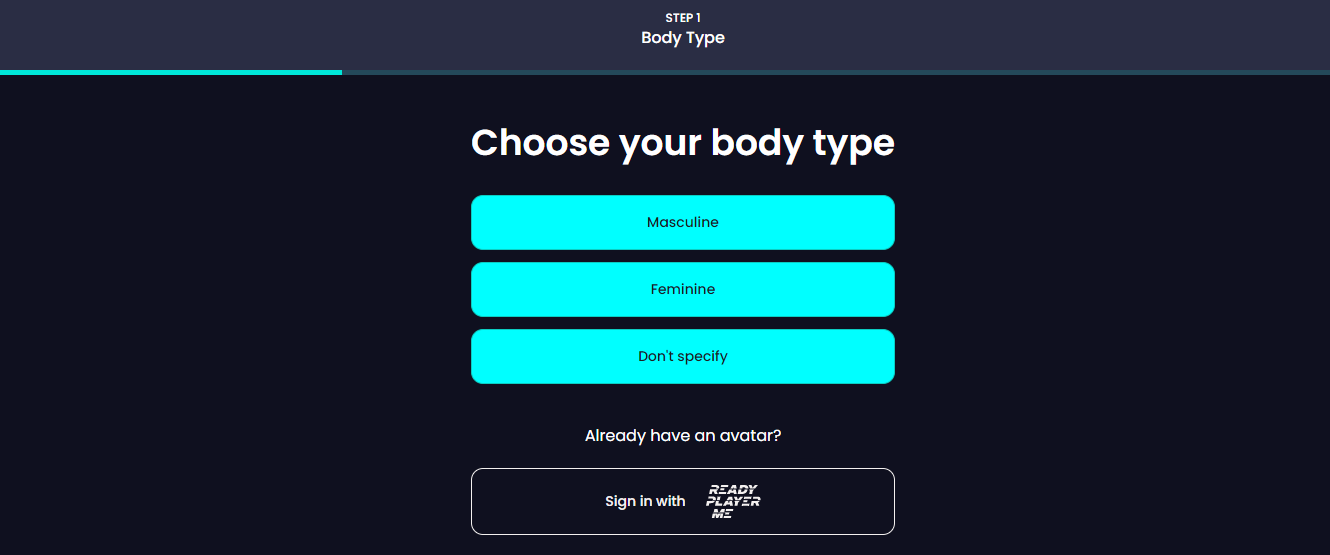 STEP 1
Body Type
Choose your body type
Masculine
Feminine
Don't specify
Already have an avatar?
Sign in with READY
PLAYER
ME